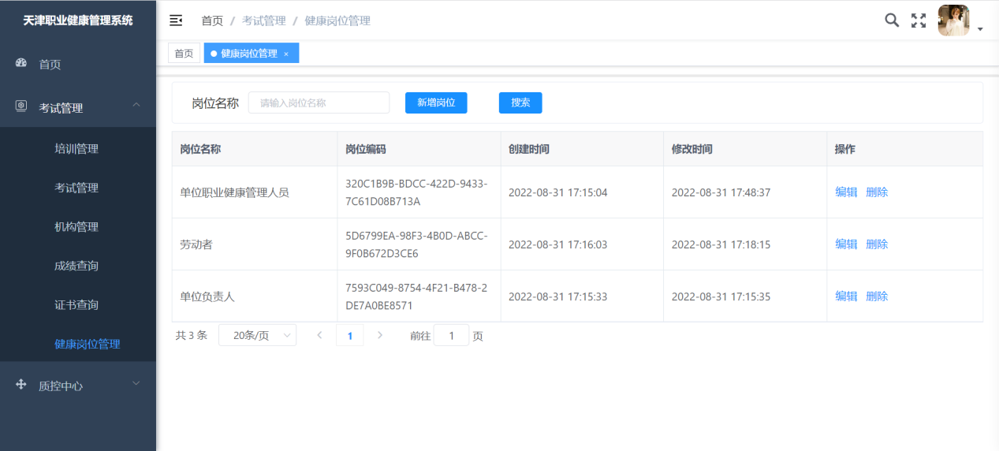 天津职业健康管理系统
首页 / 考试管理 / 健康岗位管理
首页
健康岗位管理 ×
首页
考试管理
培训管理
考试管理
机构管理
成绩查询
证书查询
健康岗位管理
质控中心
岗位名称 请输入岗位名称 新增岗位 搜索
岗位名称 岗位编码 创建时间 修改时间 操作
单位职业健康管理人员 320C1B9B-BDCC-422D-9433-
7C61D08B713A 2022-08-31 17:15:04 2022-08-31 17:48:37 编辑 删除
劳动者 5D6799EA-98F3-4B0D-ABCC-
9F0B672D3CE6 2022-08-31 17:16:03 2022-08-31 17:18:15 编辑 删除
单位负责人 7593C049-8754-4F21-B478-2
DE7A0BE8571 2022-08-31 17:15:33 2022-08-31 17:15:35 编辑 删除
共 3 条 20条/页 1 前往 1 页